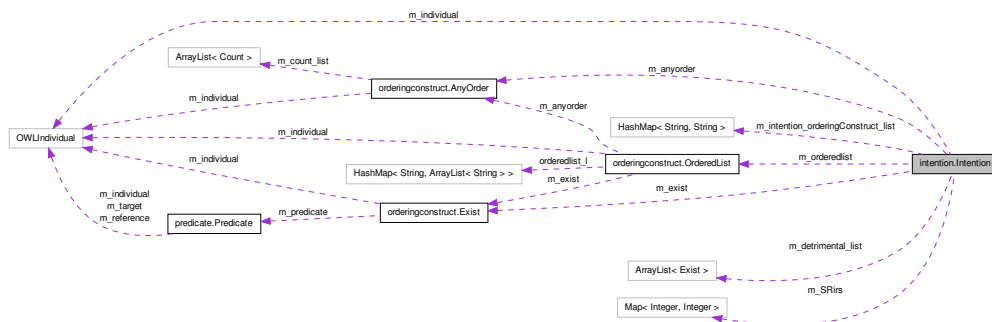 m_individual
ArrayList< Count >
m_count_list
m_anyorder
orderingconstruct.AnyOrder
m_individual
m_anyorder
HashMap< String, String >
m_intention_orderingConstruct_list
OWLIndividual
m_individual
orderedlist_l
orderingconstruct.OrderedList
m_orderedlist
intention.Intention
m_individual
HashMap< String, ArrayList< String > >
m_exist
m_exist
m_individual
m_target
m_reference
predicate.Predicate
m_predicate
orderingconstruct.Exist
m_detrimental_list
ArrayList< Exist >
m_SRirs
Map< Integer, Integer >